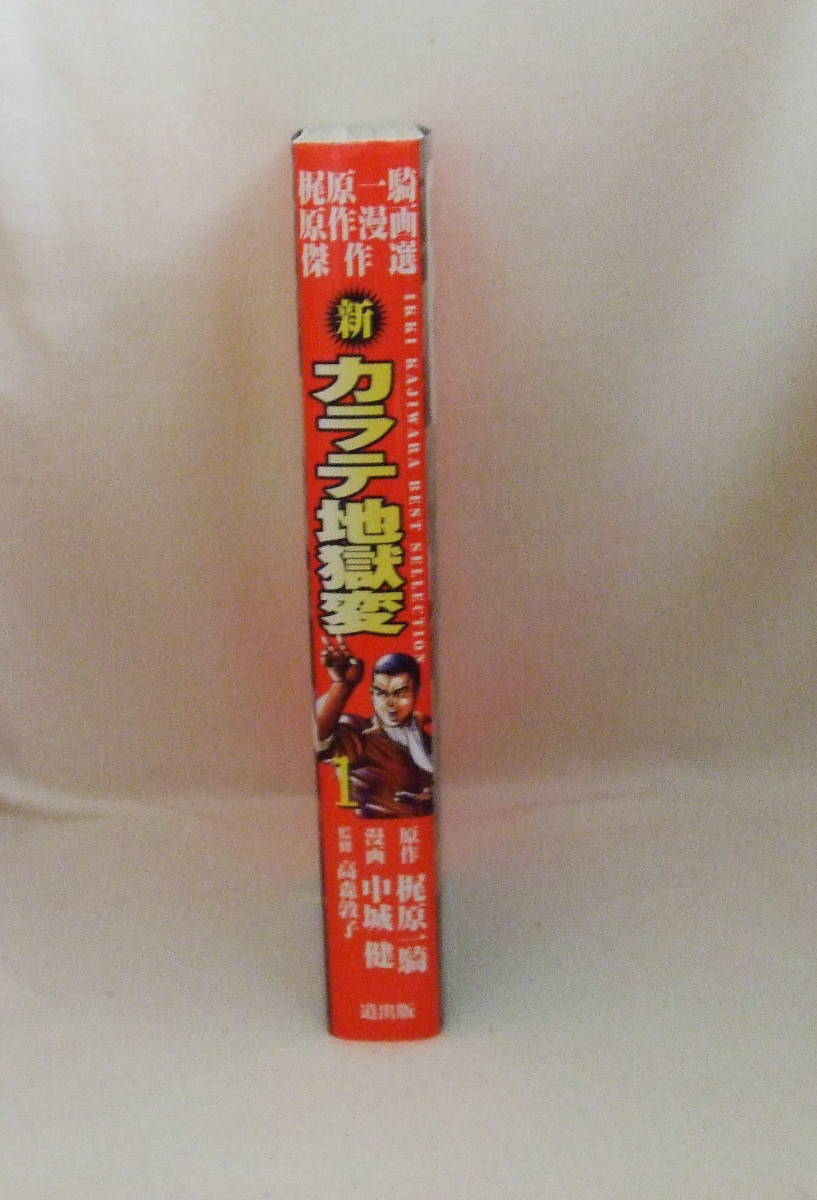 梶原一騎
原作漫画
傑作選
新
カラテ地獄変
IKKI KAJIWARA BEST SELLECTION
1
原作 梶原一騎
漫画 中城健
監修 高森敦子
道出版